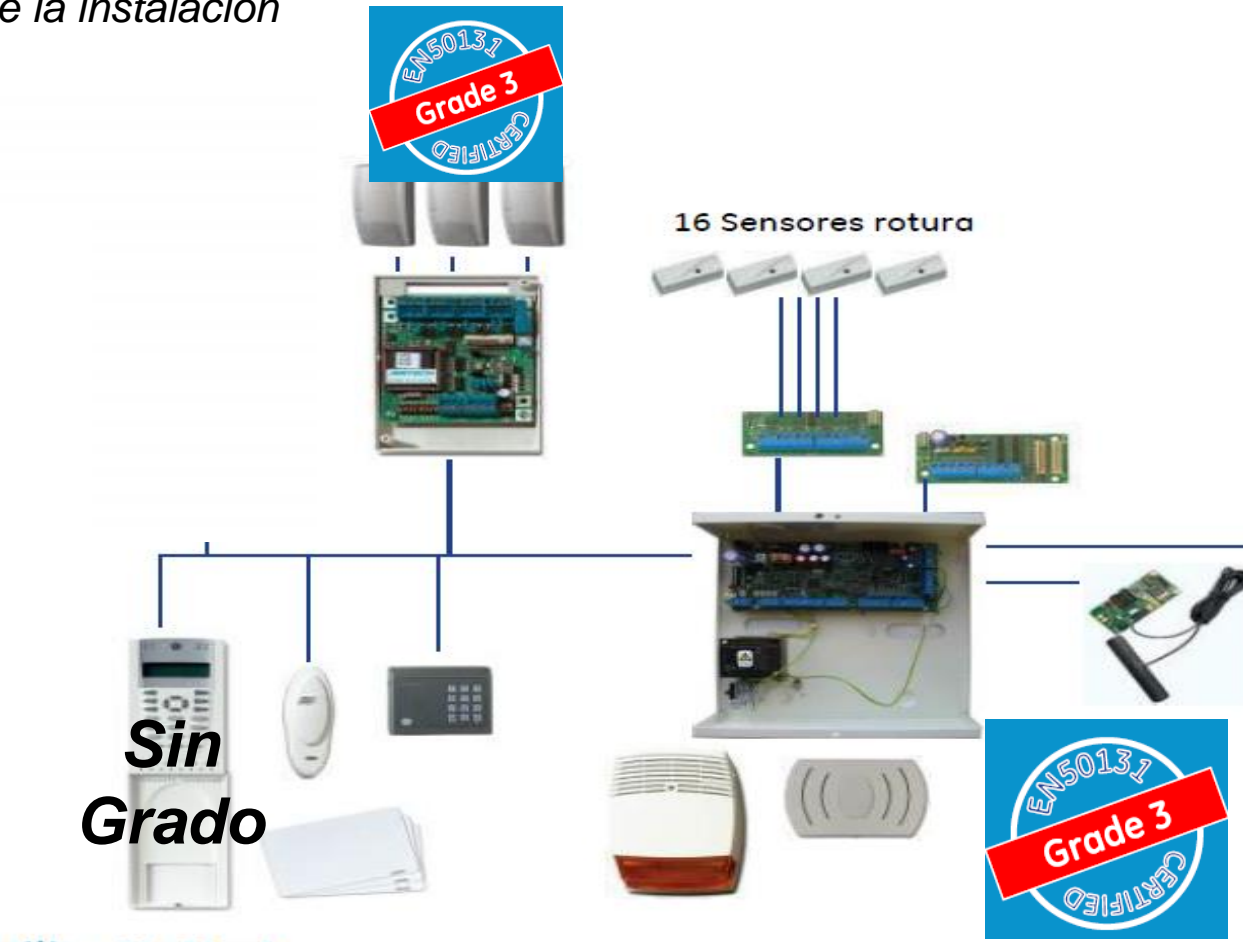 e la instalación
EN50131
Grade 3
CERTIFIED
16 Sensores rotura
Sin
Grado
EN50131
Grade 3
CERTIFIED